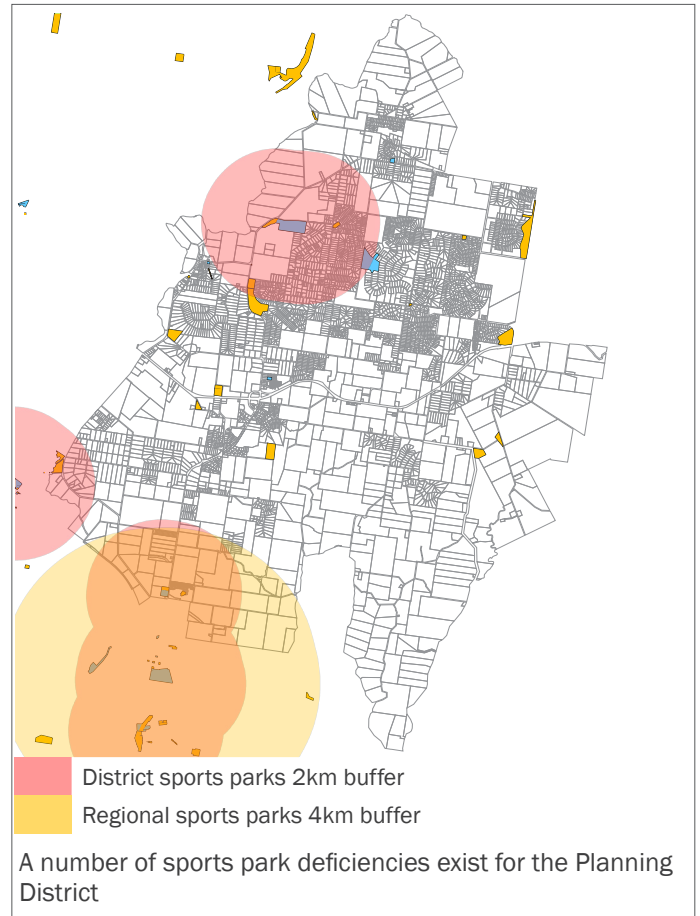 District sports parks 2km buffer
Regional sports parks 4km buffer
A number of sports park deficiencies exist for the Planning
District